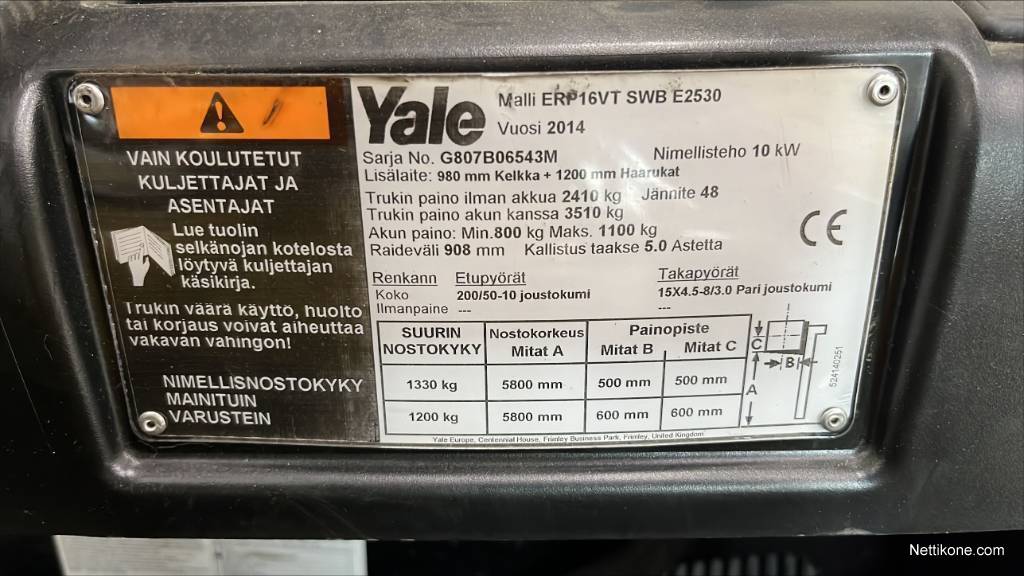 VAIN KOULUTETUT
KULJETTAJAT JA
ASENTAJAT
Lue tuolin
selkänojan kotelosta
löytyvä kuljettajan
käsikirja.
Trukin väärä käyttö, huolto
tai korjaus voivat aiheuttaa
vakavan vahingon!
NIMELLISNOSTOKYKY
MAINITUIN
VARUSTEIN
Yale
Malli ERP16VT SWB E2530
Vuosi 2014
Sarja No. G807B06543M Nimellisteho 10 kW
Lisälaite: 980 mm Kelkka + 1200 mm Haarukat
Trukin paino ilman akkua 2410 kg Jännite 48
Trukin paino akun kanssa 3510 kg
Akun paino: Min.800 kg Maks. 1100 kg
Raideväli 908 mm Kallistus taakse 5.0 Astetta
CE
Renkann Etupyörät Takapyörät
Koko 200/50-10 joustokumi 15X4.5-8/3.0 Pari joustokumi
Ilmanpaine --- ---
SUURIN NOSTOKYKY Nostokorkeus Mitat A Painopiste Mitat B Mitat C
1330 kg 5800 mm 500 mm 500 mm
1200 kg 5800 mm 600 mm 600 mm
C
B
A
524140251
Yale Europe, Centennial House, Frimley Business Park, Frimley, United Kingdom
Nettikone.com